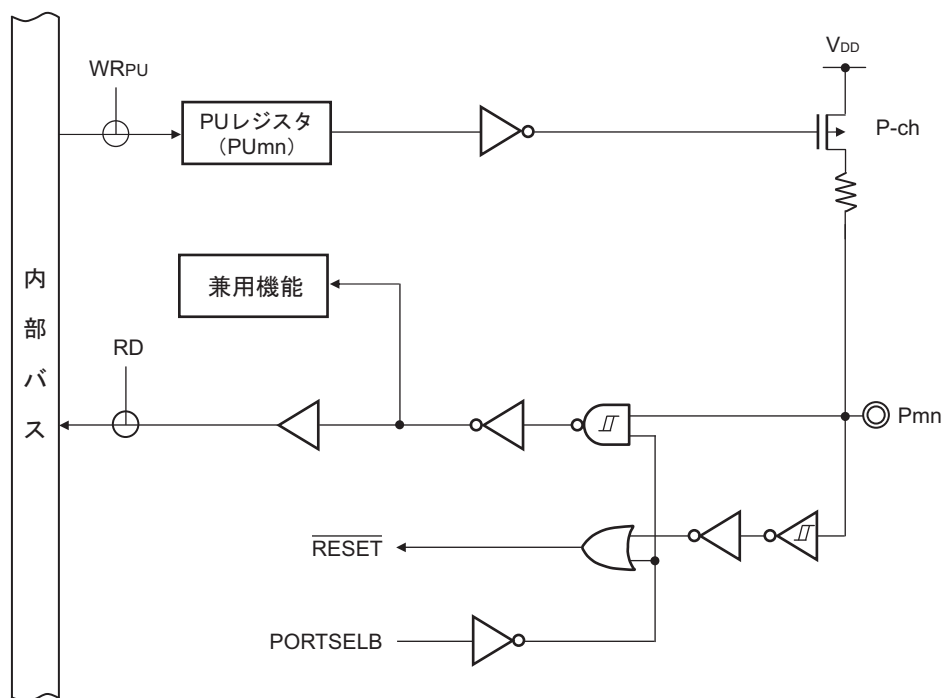 WRPU
PUレジスタ
(PUmn)
VDD
P-ch
内部バス
兼用機能
RD
Pmn
RESET
PORTSELB